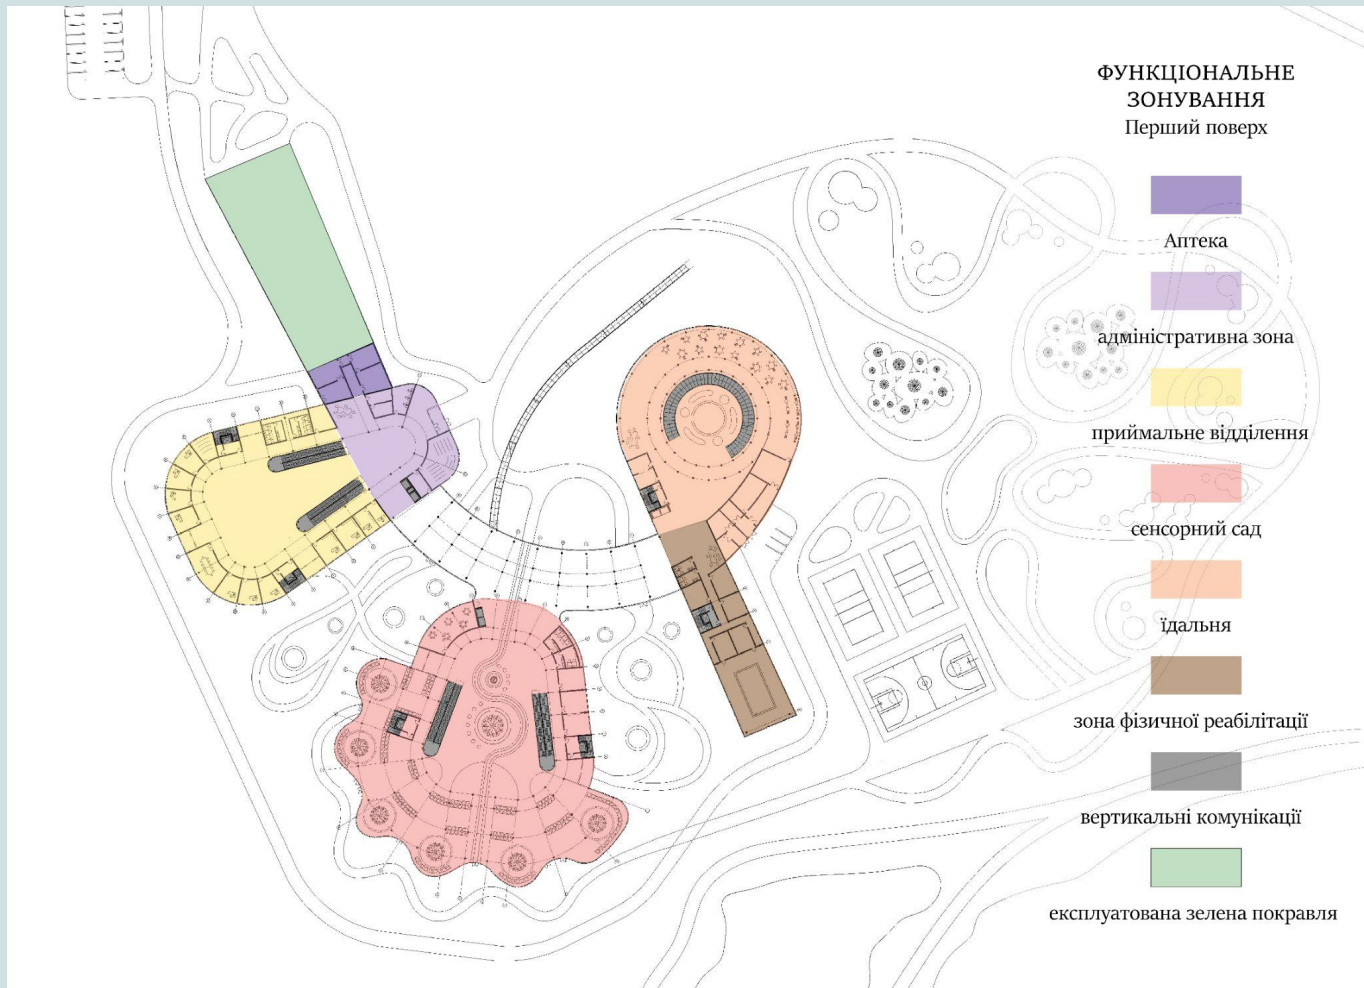 ФУНКЦІОНАЛЬНЕ
ЗОНУВАННЯ
Перший поверх
Аптека
адміністративна зона
приймальне відділення
сенсорний сад
їдальня
зона фізичної реабілітації
вертикальні комунікації
експлуатована зелена покравля